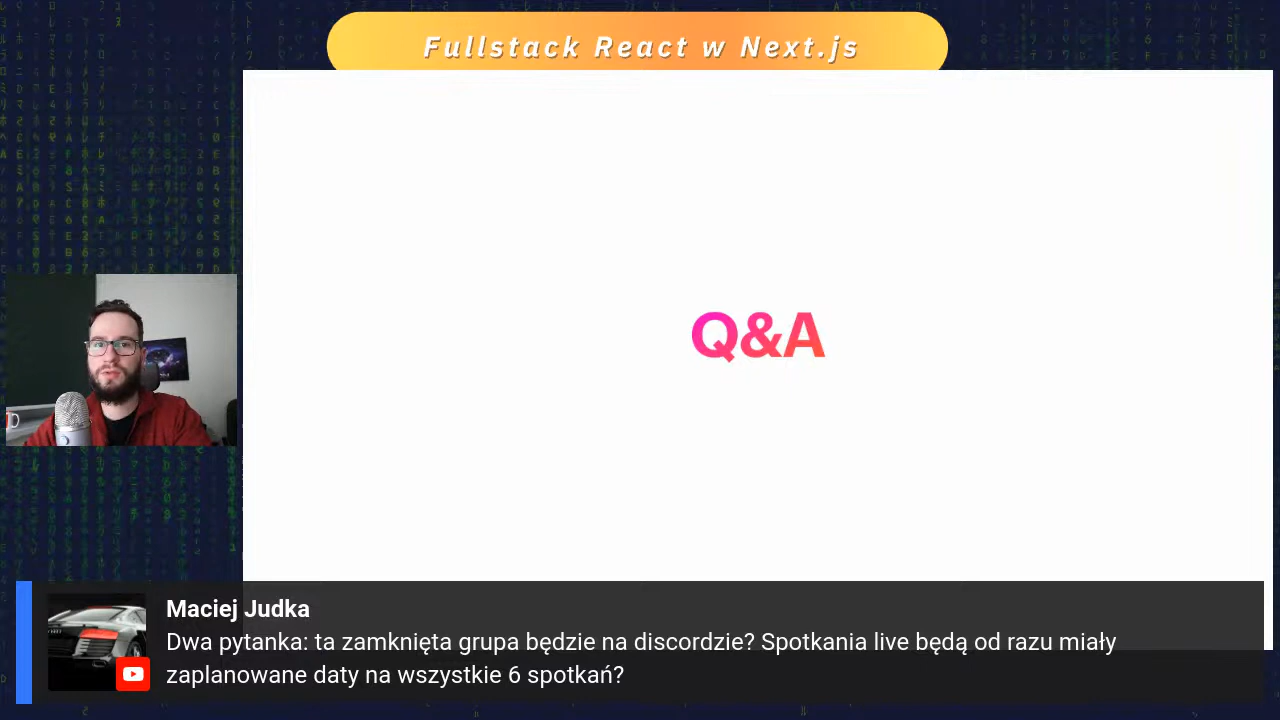 Fullstack React w Next.js
Q&A
Maciej Judka
Dwa pytanka: ta zamknięta grupa będzie na discordzie? Spotkania live będą od razu miały
zaplanowane daty na wszystkie 6 spotkań?